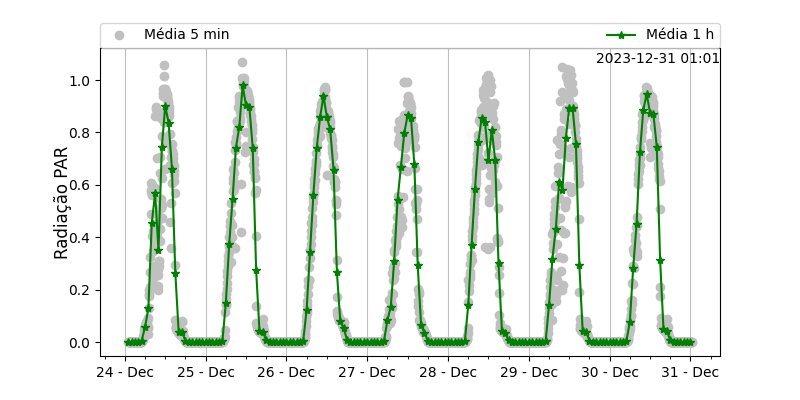 Média 5 min
Média 1 h
2023-12-31 01:01
Radiação PAR
1.0
0.8
0.6
0.4
0.2
0.0
24 - Dec
25 - Dec
26 - Dec
27 - Dec
28 - Dec
29 - Dec
30 - Dec
31 - Dec